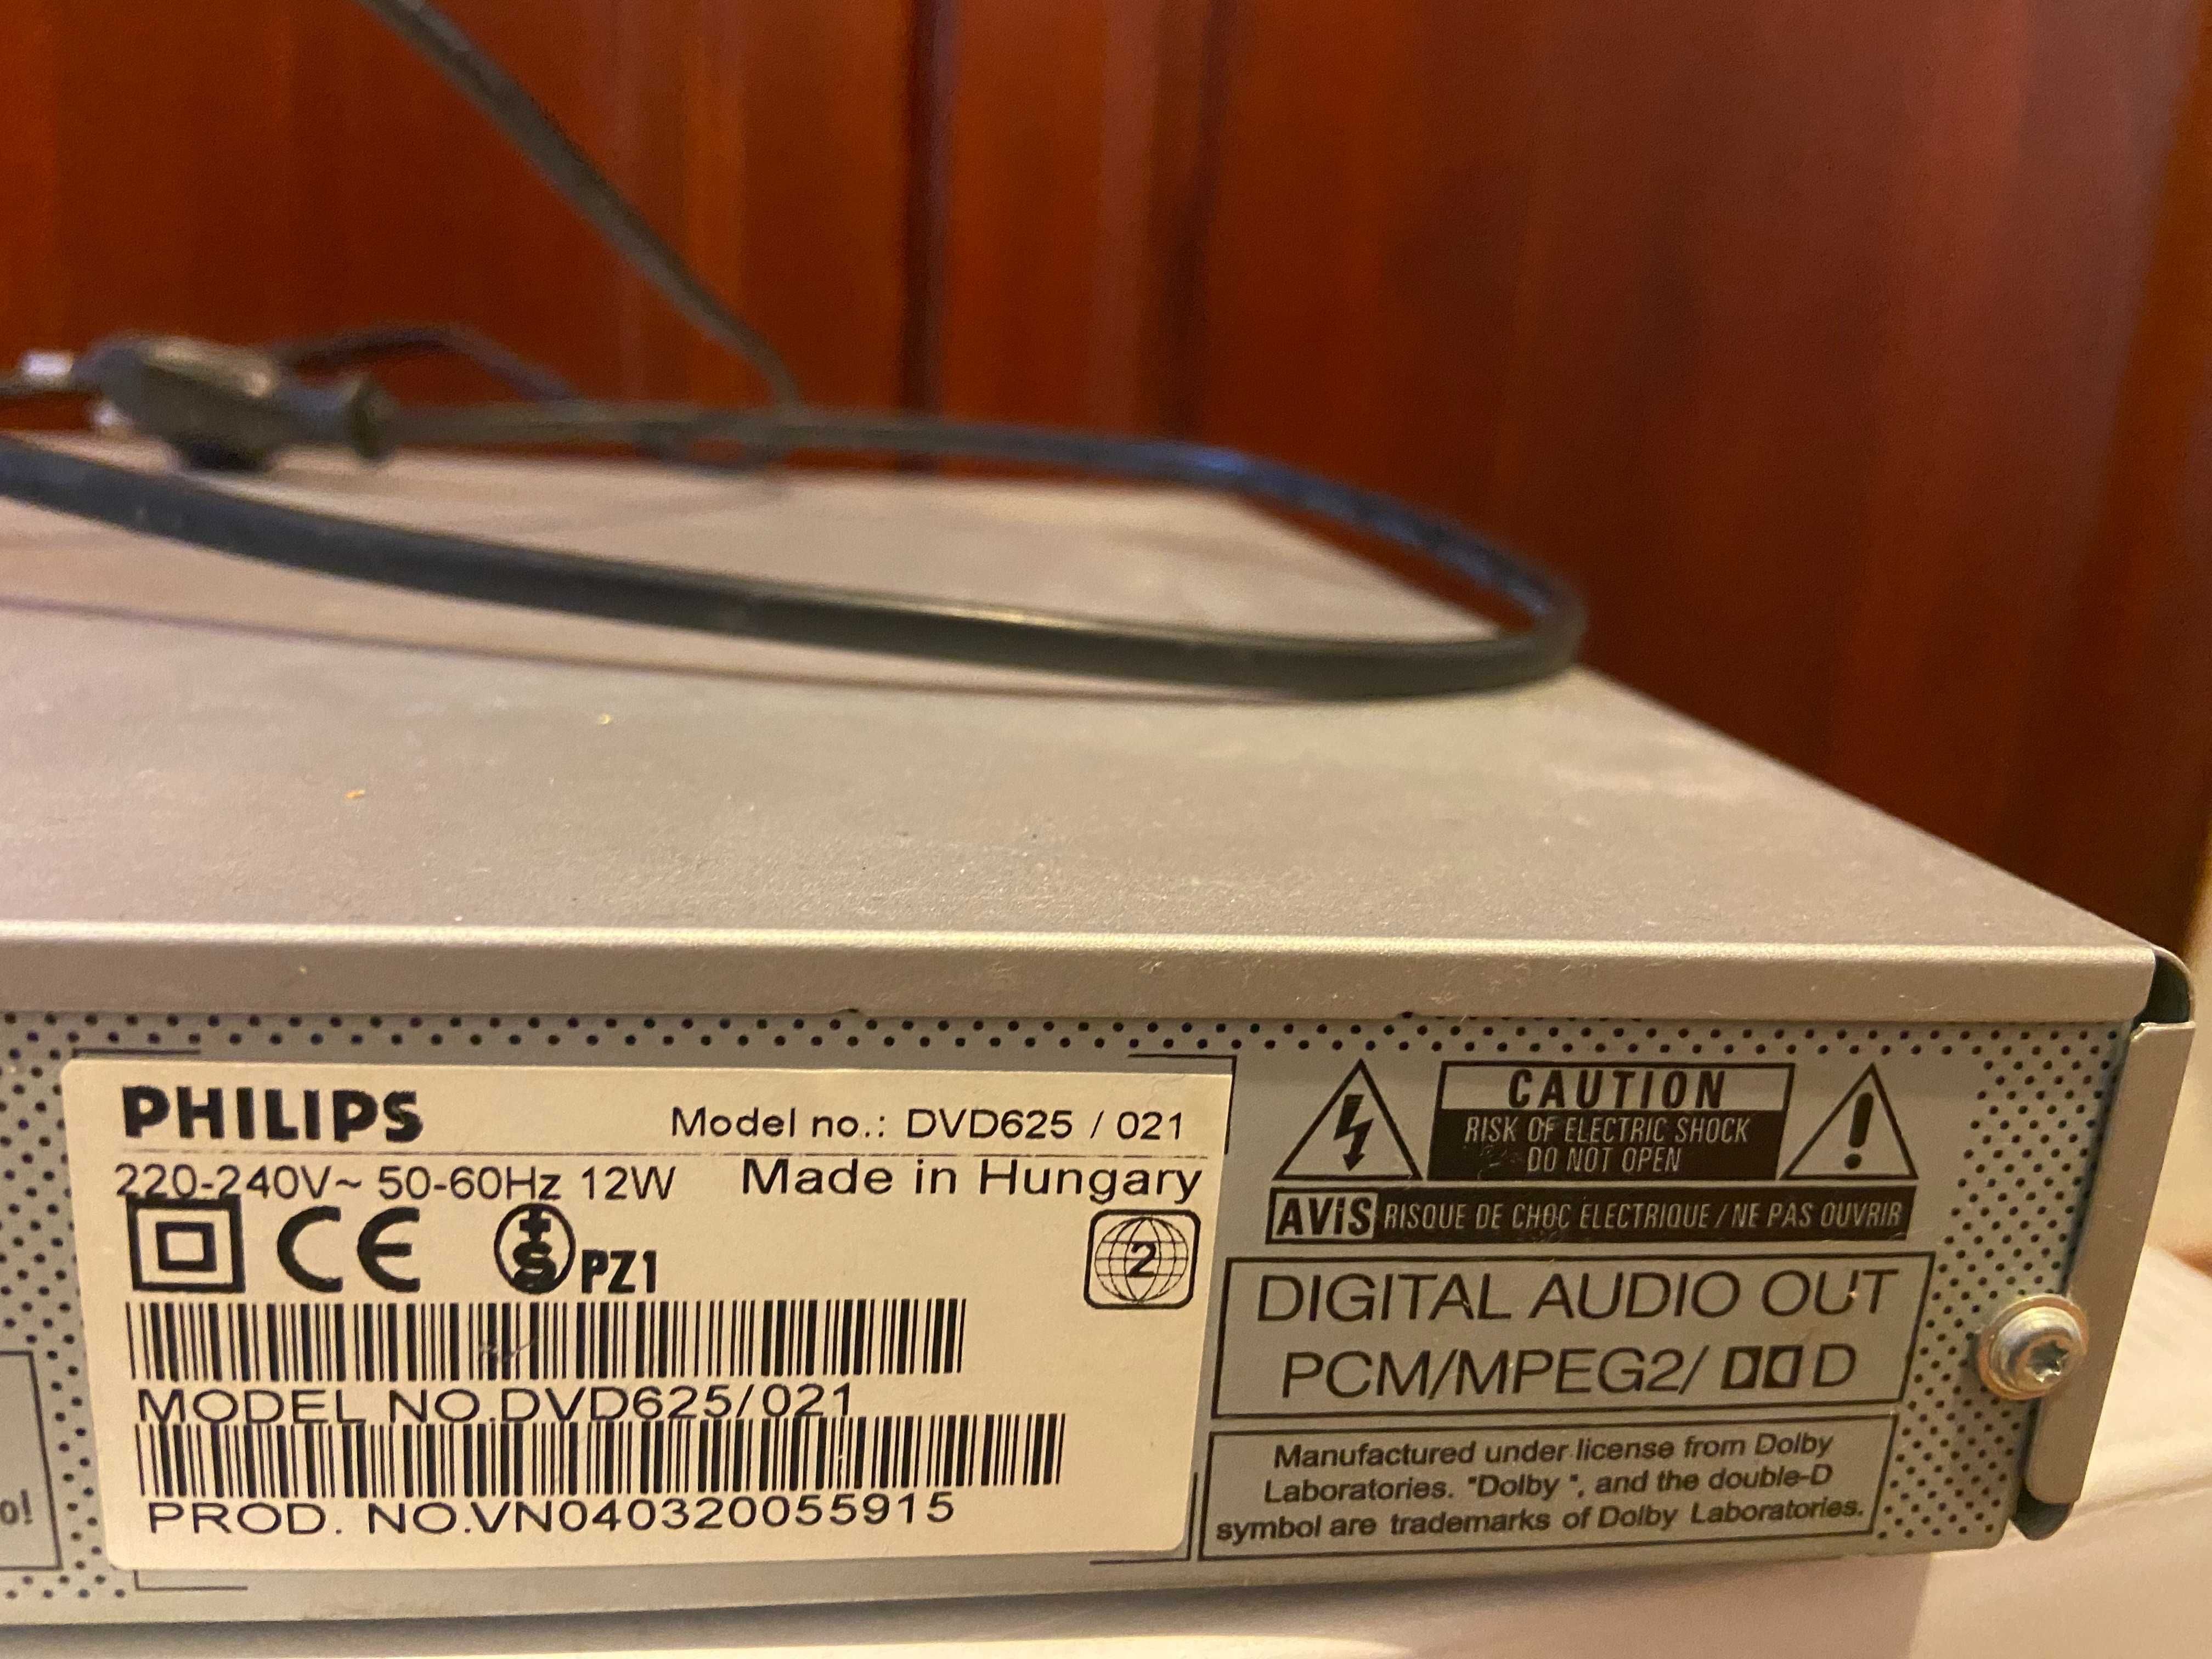 PHILIPS
Model no.: DVD625 / 021
220-240V~ 50-60Hz 12W
Made in Hungary
CE
+S PZ1
2
MODEL NO.DVD625/021
PROD. NO.VN040320055915
CAUTION
RISK OF ELECTRIC SHOCK
DO NOT OPEN
AViS RISQUE DE CHOC ELECTRIQUE / NE PAS OUVRIR
DIGITAL AUDIO OUT
PCM/MPEG2/ DD D
Manufactured under license from Dolby
Laboratories. "Dolby ", and the double-D
symbol are trademarks of Dolby Laboratories.